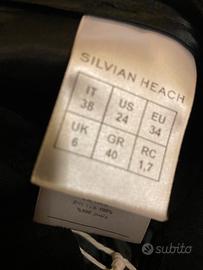 SILVIAN HEACH
IT US EU
38 24 34
UK GR RC
6 40 1,7
subito